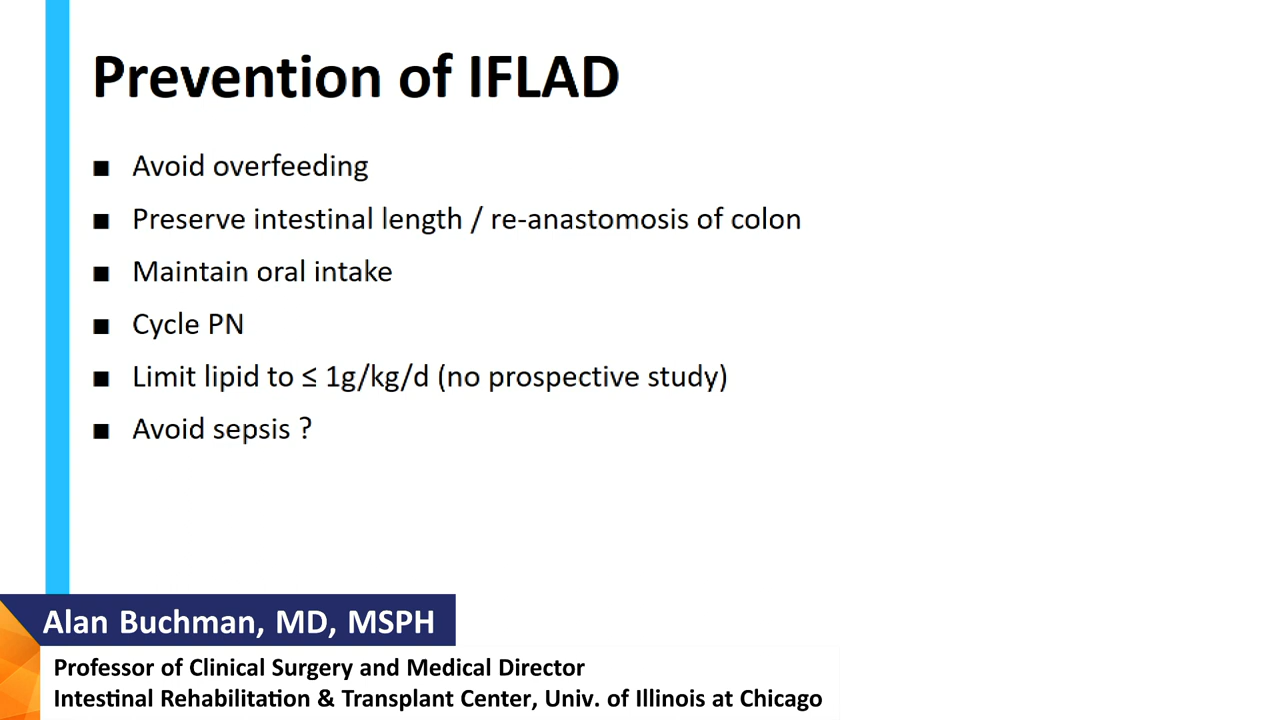 Prevention of IFLAD
■ Avoid overfeeding
■ Preserve intestinal length / re-anastomosis of colon
■ Maintain oral intake
■ Cycle PN
■ Limit lipid to ≤ 1g/kg/d (no prospective study)
■ Avoid sepsis ?
Alan Buchman, MD, MSPH
Professor of Clinical Surgery and Medical Director
Intestinal Rehabilitation & Transplant Center, Univ. of Illinois at Chicago